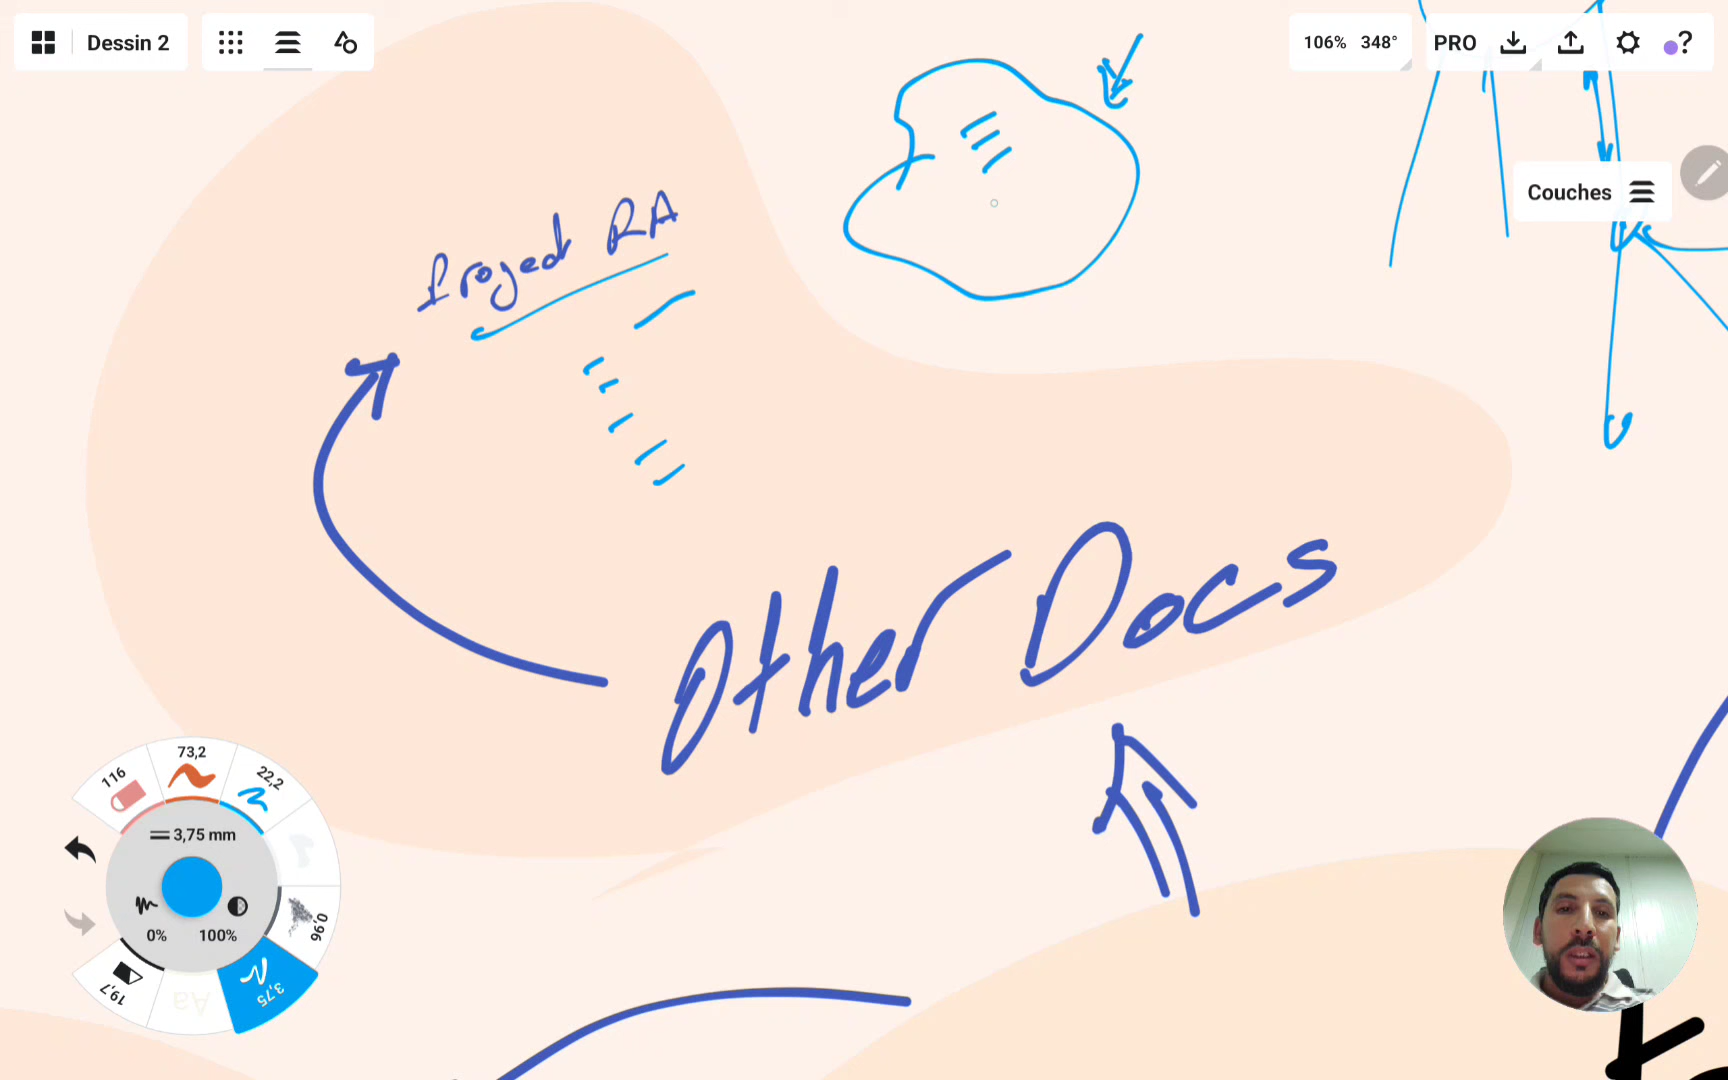 Dessin 2
106% 348°
PRO
?
Couches
Project RA
Other Docs
116
73,2
22,2
3,75 mm
0% 100%
0,96
3,75
Aa
19,7